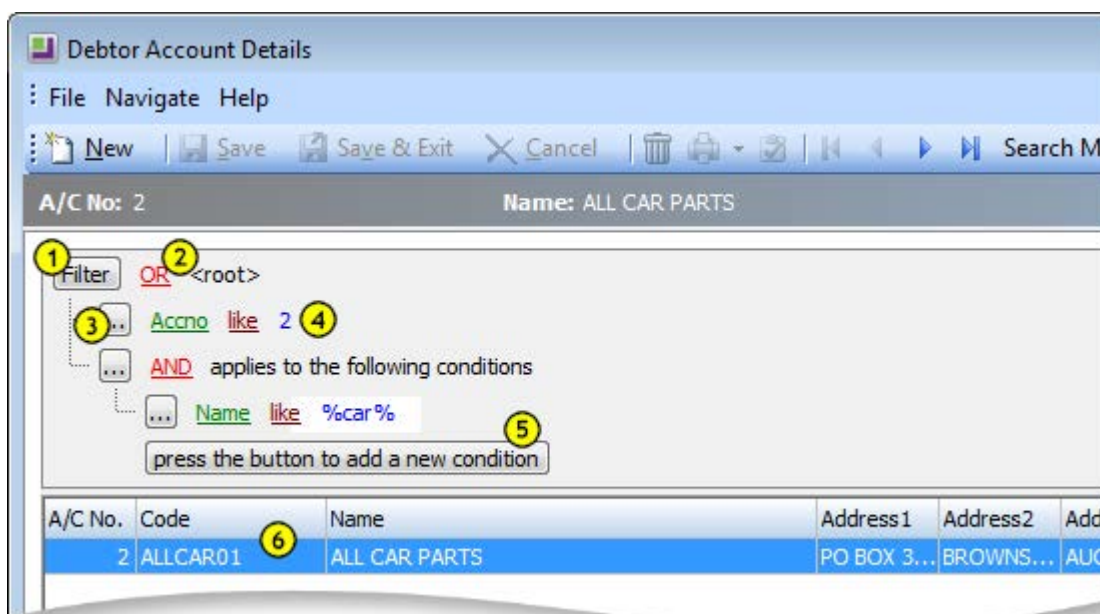 Debtor Account Details
File Navigate Help
New Save Save & Exit Cancel Search M
A/C No: 2 Name: ALL CAR PARTS
1 Filter OR 2 <root>
3 ... Accno like 2 4
... AND applies to the following conditions
... Name like %car%
5
press the button to add a new condition
A/C No. Code Name Address1 Address2 Add
6
2 ALLCAR01 ALL CAR PARTS PO BOX 3... BROWNS... AUC